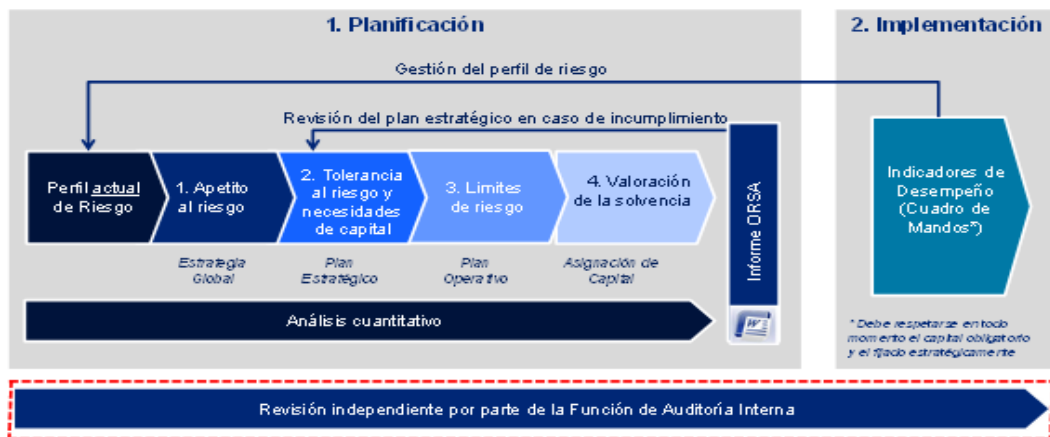 1. Planificación
2. Implementación
Gestión del perfil de riesgo
Revisión del plan estratégico en caso de incumplimiento
Perfil actual
de Riesgo
1. Apetito
al riesgo
2. Tolerancia
al riesgo y
necesidades
de capital
3. Limites
de riesgo
4. Valoración
de la solvencia
Informe ORSA
Indicadores de
Desempeño
(Cuadro de
Mandos*)
Estrategia
Global
Plan
Estratégico
Plan
Operativo
Asignación de
Capital
Análisis cuantitativo
* Debe respetarse en todo
momento el capital obligatorio
y el fijado estratégicamente
Revisión independiente por parte de la Función de Auditoría Interna